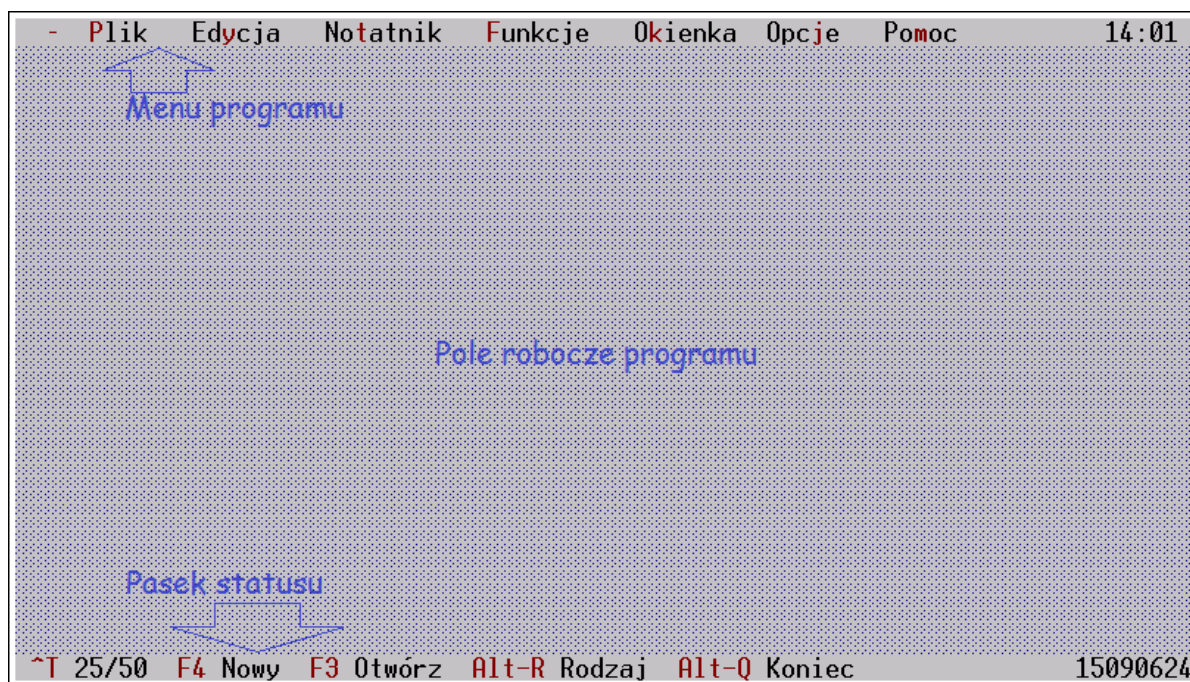 - Plik Edycja Notatnik Funkcje Okienka Opcje Pomoc 14:01
Menu programu
Pole robocze programu
Pasek statusu
^T 25/50 F4 Nowy F3 Otwórz Alt-R Rodzaj Alt-Q Koniec 15090624